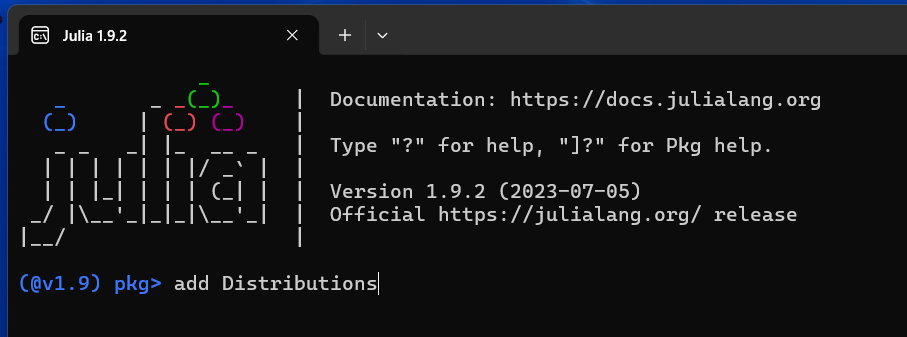 Julia 1.9.2
Documentation: https://docs.julialang.org
Type "?" for help, "]?" for Pkg help.
Version 1.9.2 (2023-07-05)
Official https://julialang.org/ release
(@v1.9) pkg> add Distributions